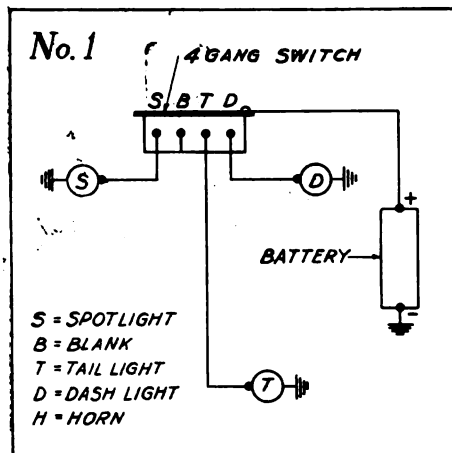 No. 1
4 GANG SWITCH
S B T D
S
D
+
BATTERY
-
S = SPOTLIGHT
B = BLANK
T = TAIL LIGHT
D = DASH LIGHT
H = HORN
T